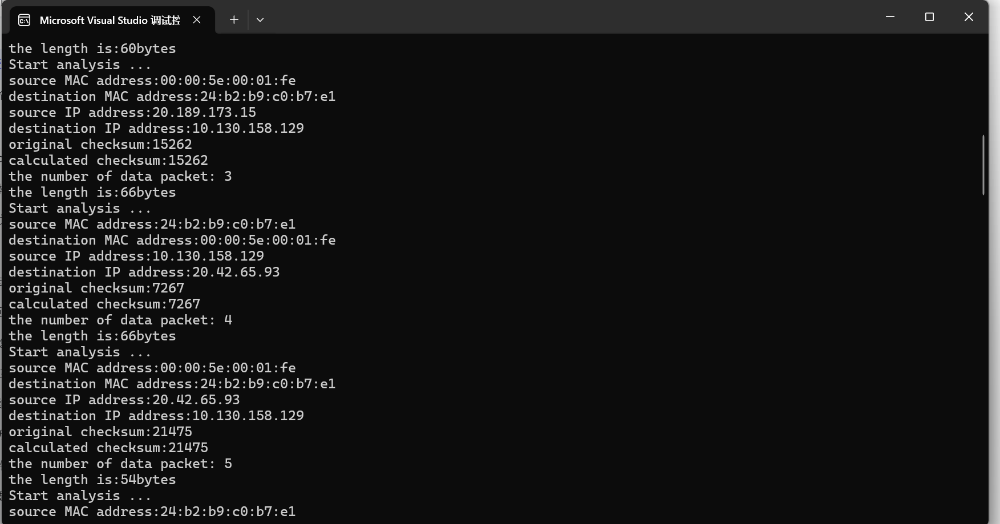 Microsoft Visual Studio 调试控
the length is:60bytes
Start analysis ...
source MAC address:00:00:5e:00:01:fe
destination MAC address:24:b2:b9:c0:b7:e1
source IP address:20.189.173.15
destination IP address:10.130.158.129
original checksum:15262
calculated checksum:15262
the number of data packet: 3
the length is:66bytes
Start analysis ...
source MAC address:24:b2:b9:c0:b7:e1
destination MAC address:00:00:5e:00:01:fe
source IP address:10.130.158.129
destination IP address:20.42.65.93
original checksum:7267
calculated checksum:7267
the number of data packet: 4
the length is:66bytes
Start analysis ...
source MAC address:00:00:5e:00:01:fe
destination MAC address:24:b2:b9:c0:b7:e1
source IP address:20.42.65.93
destination IP address:10.130.158.129
original checksum:21475
calculated checksum:21475
the number of data packet: 5
the length is:54bytes
Start analysis ...
source MAC address:24:b2:b9:c0:b7:e1